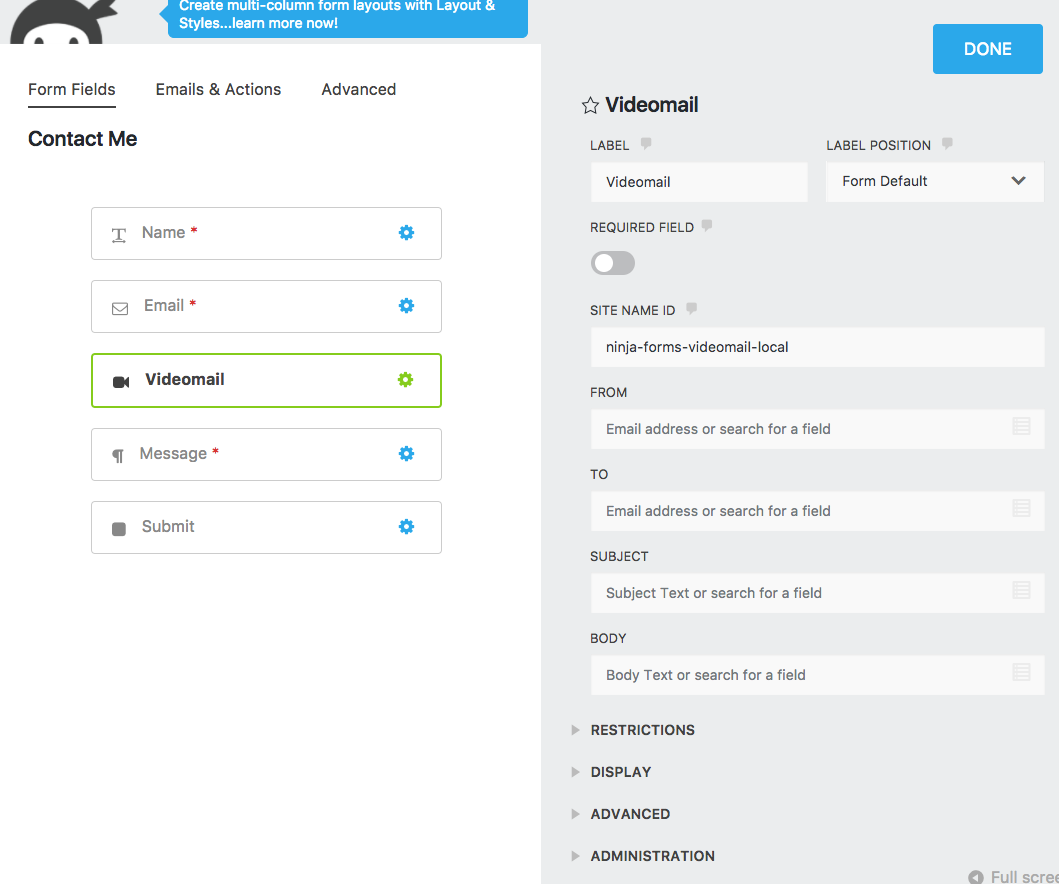 Create multi-column form layouts with Layout &
Styles...learn more now!
DONE
Form Fields
Emails & Actions
Advanced
Contact Me
Name *
Email *
Videomail
Message *
Submit
Videomail
LABEL
LABEL POSITION
Videomail
Form Default
REQUIRED FIELD
SITE NAME ID
ninja-forms-videomail-local
FROM
Email address or search for a field
TO
Email address or search for a field
SUBJECT
Subject Text or search for a field
BODY
Body Text or search for a field
RESTRICTIONS
DISPLAY
ADVANCED
ADMINISTRATION
Full scree